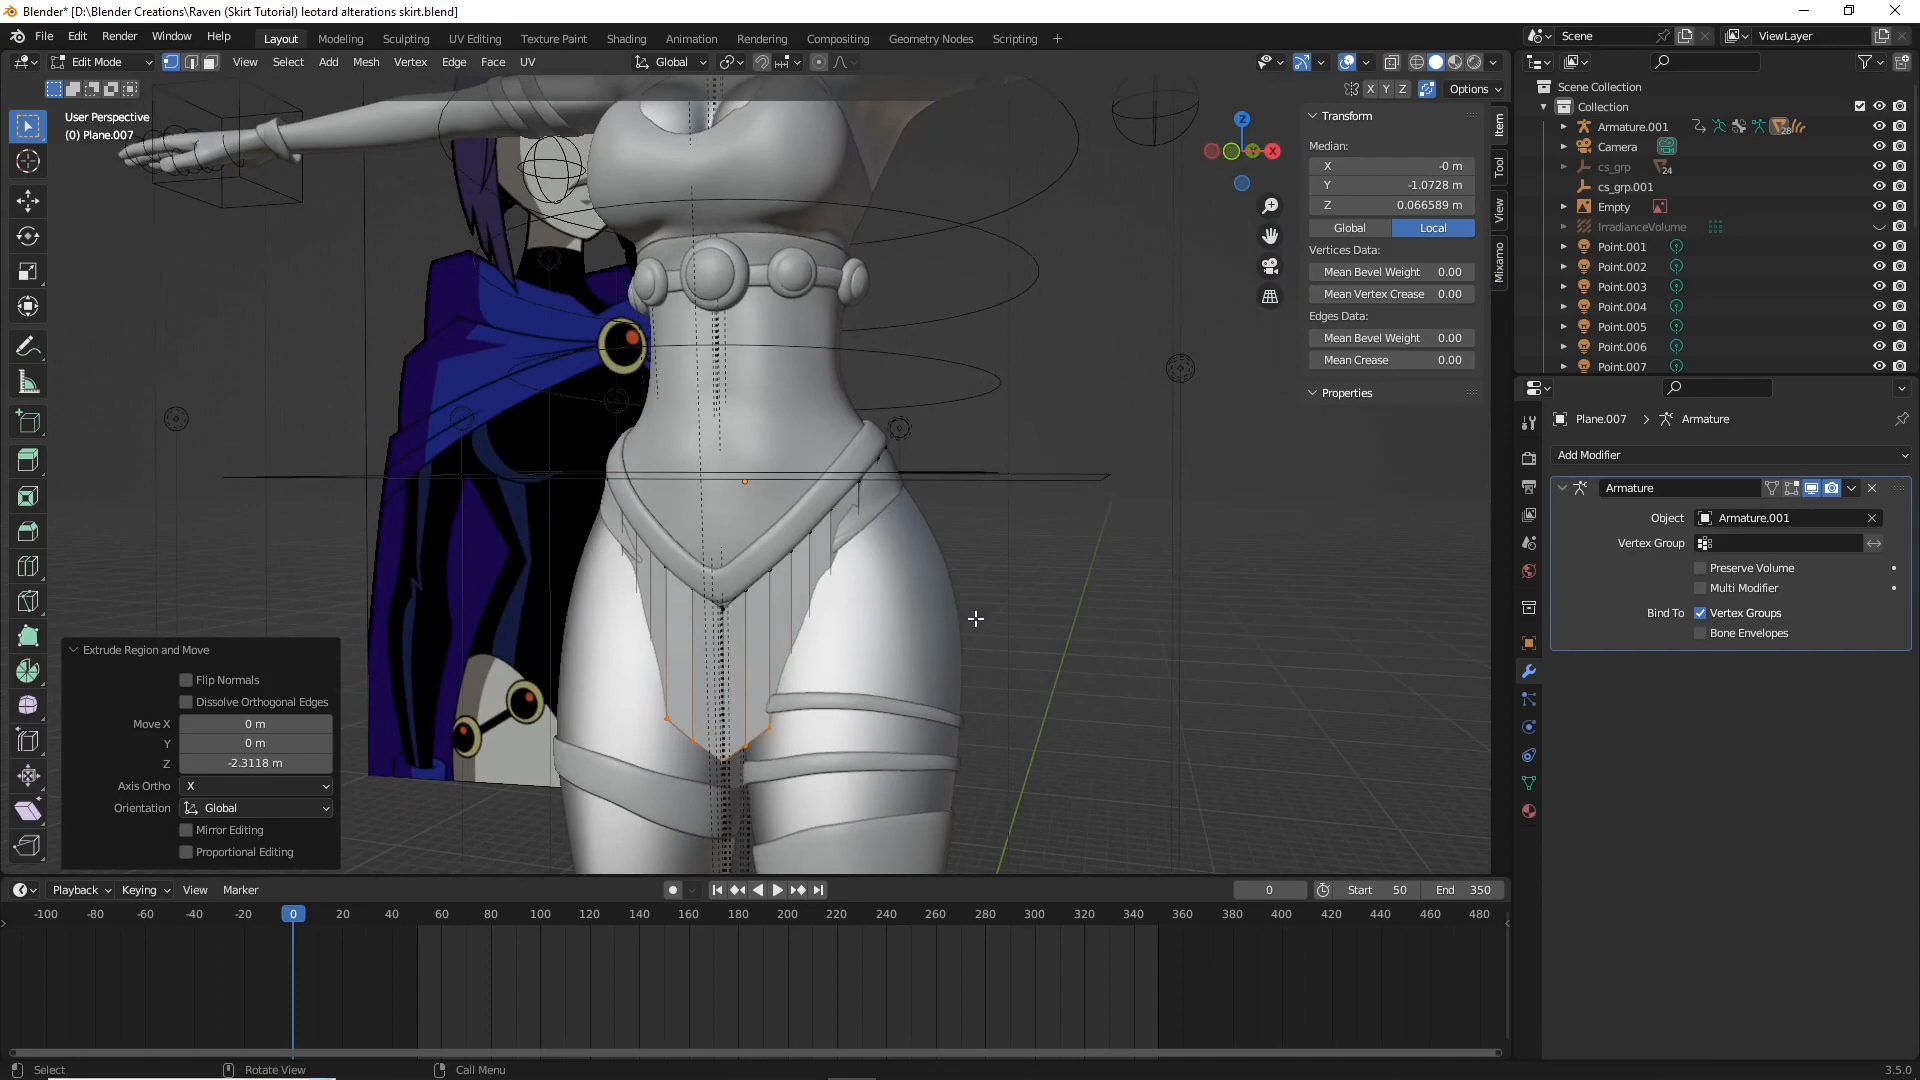 Blender* [D:\Blender Creations\Raven (Skirt Tutorial) leotard alterations skirt.blend]
File Edit Render Window Help Layout Modeling Sculpting UV Editing Texture Paint Shading Animation Rendering Compositing Geometry Nodes Scripting + Scene ViewLayer
Edit Mode View Select Add Mesh Vertex Edge Face UV Global
X Y Z Options
User Perspective
(0) Plane.007
Z
X
Transform
Median:
X -0 m
Y -1.0728 m
Z 0.066589 m
Global Local
Vertices Data:
Mean Bevel Weight 0.00
Mean Vertex Crease 0.00
Edges Data:
Mean Bevel Weight 0.00
Mean Crease 0.00
Properties
Item
Tool
View
Mixamo
Scene Collection
Collection
Armature.001 28
Camera
cs_grp 24
cs_grp.001
Empty
IrradianceVolume
Point.001
Point.002
Point.003
Point.004
Point.005
Point.006
Point.007
Plane.007 Armature
Add Modifier
Armature
Object Armature.001
Vertex Group
Preserve Volume
Multi Modifier
Bind To Vertex Groups
Bone Envelopes
Extrude Region and Move
Flip Normals
Dissolve Orthogonal Edges
Move X 0 m
Y 0 m
Z -2.3118 m
Axis Ortho X
Orientation Global
Mirror Editing
Proportional Editing
Playback Keying View Marker 0 Start 50 End 350
-100 -80 -60 -40 -20 0 20 40 60 80 100 120 140 160 180 200 220 240 260 280 300 320 340 360 380 400 420 440 460 480
Select Rotate View Call Menu 3.5.0